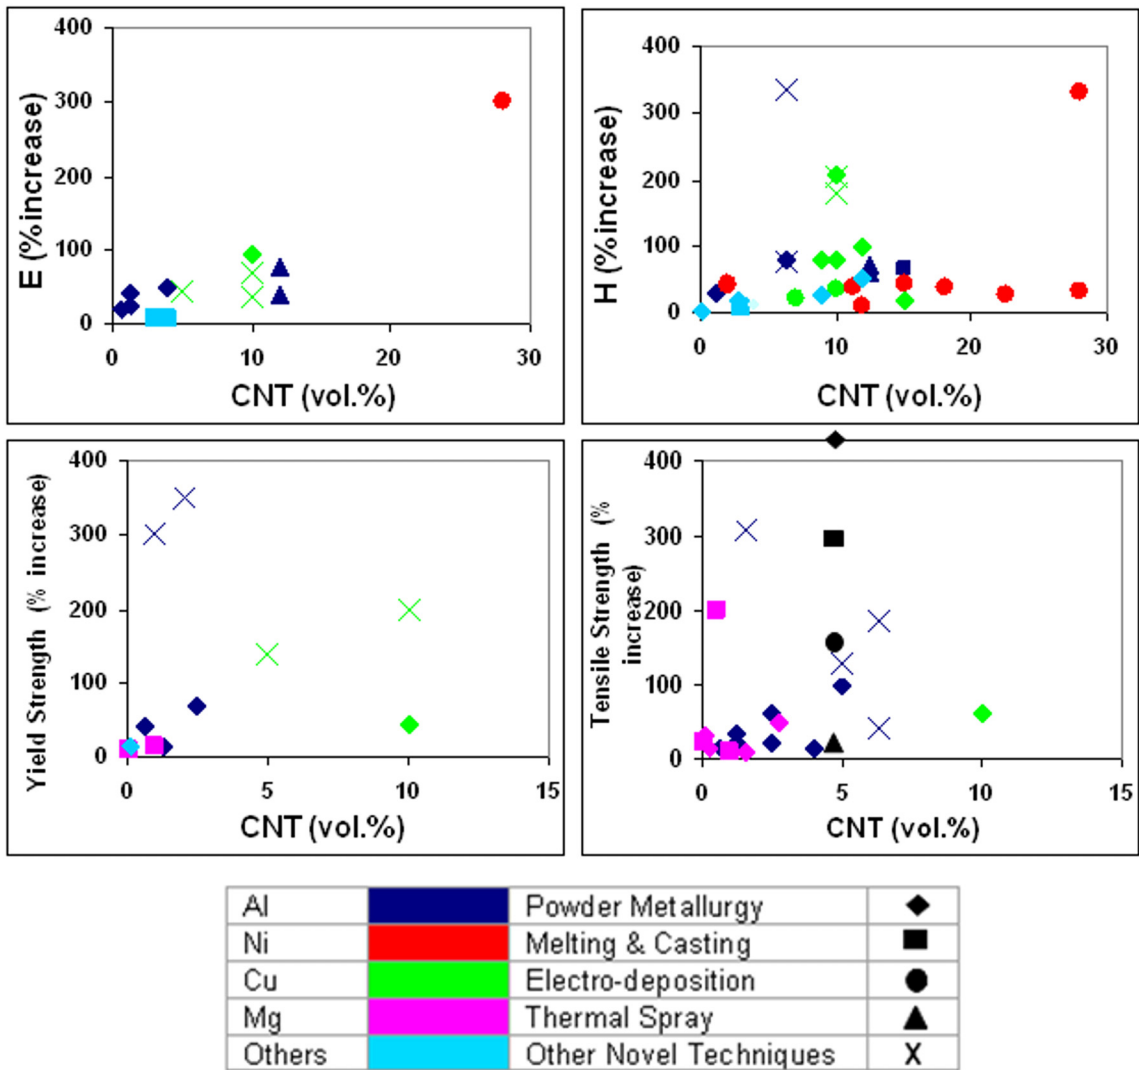 400
300
200
100
0
E (%increase)
0 10 20 30
CNT (vol.%)
400
300
200
100
0
H (%increase)
0 10 20 30
CNT (vol.%)
400
300
200
100
0
Yield Strength (% increase)
0 5 10 15
CNT (vol.%)
400
300
200
100
0
Tensile Strength (%
increase)
0 5 10 15
CNT (vol.%)
Al Powder Metallurgy
Ni Melting & Casting
Cu Electro-deposition
Mg Thermal Spray
Others Other Novel Techniques X